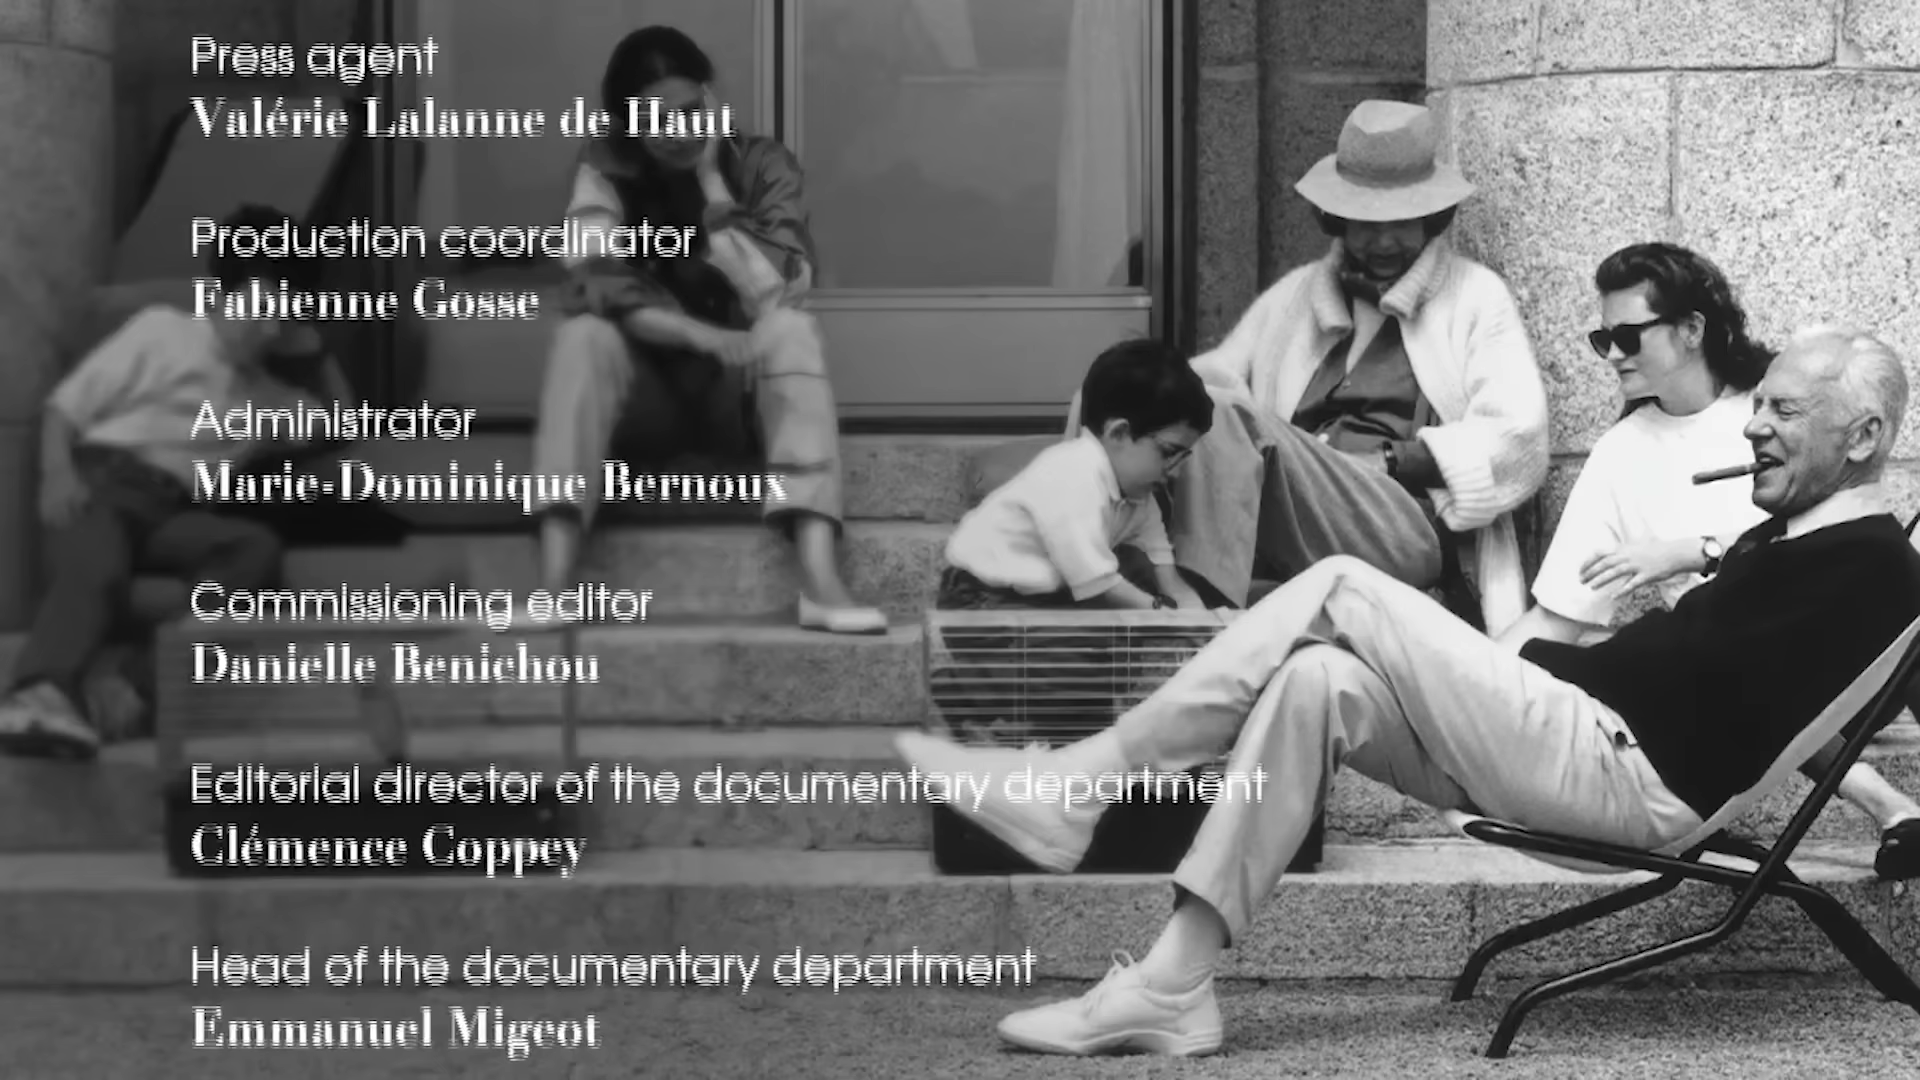 Press agent
Valérie Lalanne de Haut
Production coordinator
Fabienne Gosse
Administrator
Marie-Dominique Bernoux
Commissioning editor
Danielle Benichou
Editorial director of the documentary department
Clémence Coppey
Head of the documentary department
Emmanuel Migeot